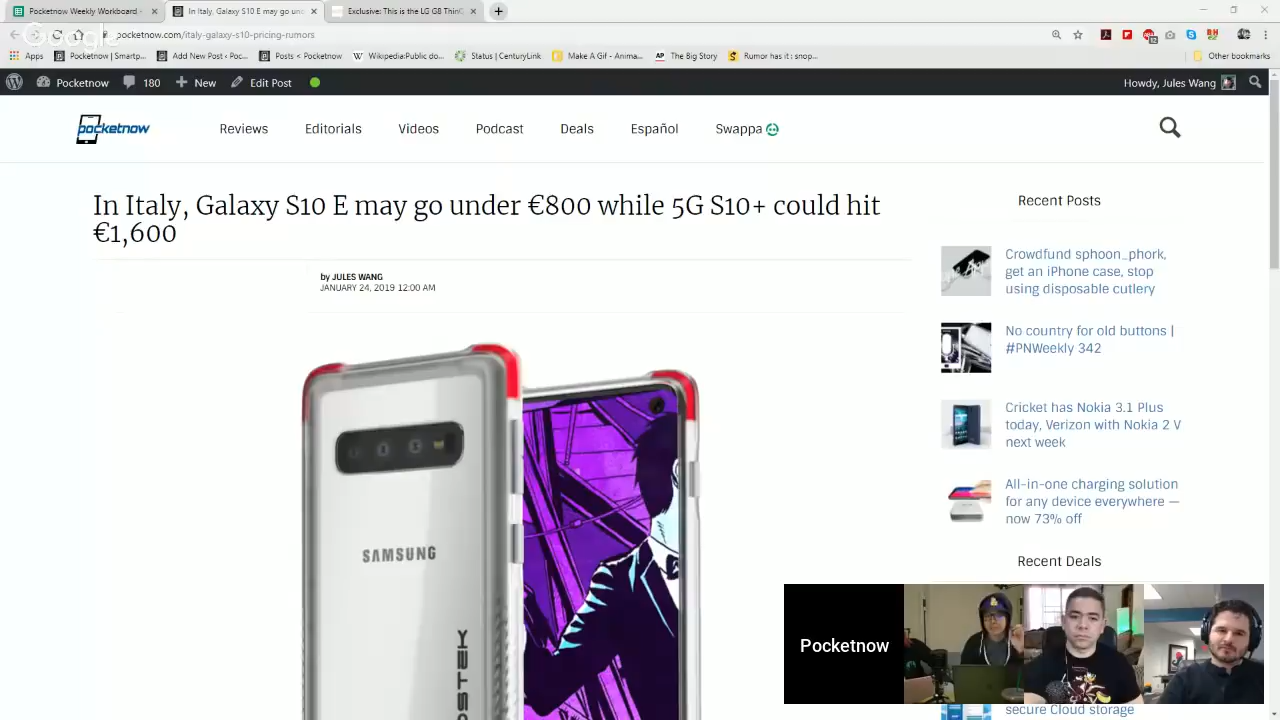 Pocketnow Weekly Workboard
In Italy, Galaxy S10 E may go und
Exclusive: This is the LG G8 ThinQ
Google
pocketnow.com/italy-galaxy-s10-pricing-rumors
Apps
Pocketnow | Smartp...
Add New Post ‹ Poc...
Posts ‹ Pocketnow
Wikipedia:Public do...
Status | CenturyLink
Make A Gif - Anima...
AP The Big Story
Rumor has it : snop...
Other bookmarks
Pocketnow
180
New
Edit Post
Howdy, Jules Wang
pocketnow
Reviews
Editorials
Videos
Podcast
Deals
Español
Swappa
In Italy, Galaxy S10 E may go under €800 while 5G S10+ could hit
€1,600
by JULES WANG
JANUARY 24, 2019 12:00 AM
SAMSUNG
Recent Posts
Crowdfund sphoon_phork,
get an iPhone case, stop
using disposable cutlery
No country for old buttons |
#PNWeekly 342
Cricket has Nokia 3.1 Plus
today, Verizon with Nokia 2 V
next week
All-in-one charging solution
for any device everywhere —
now 73% off
Recent Deals
Pocketnow
secure Cloud storage